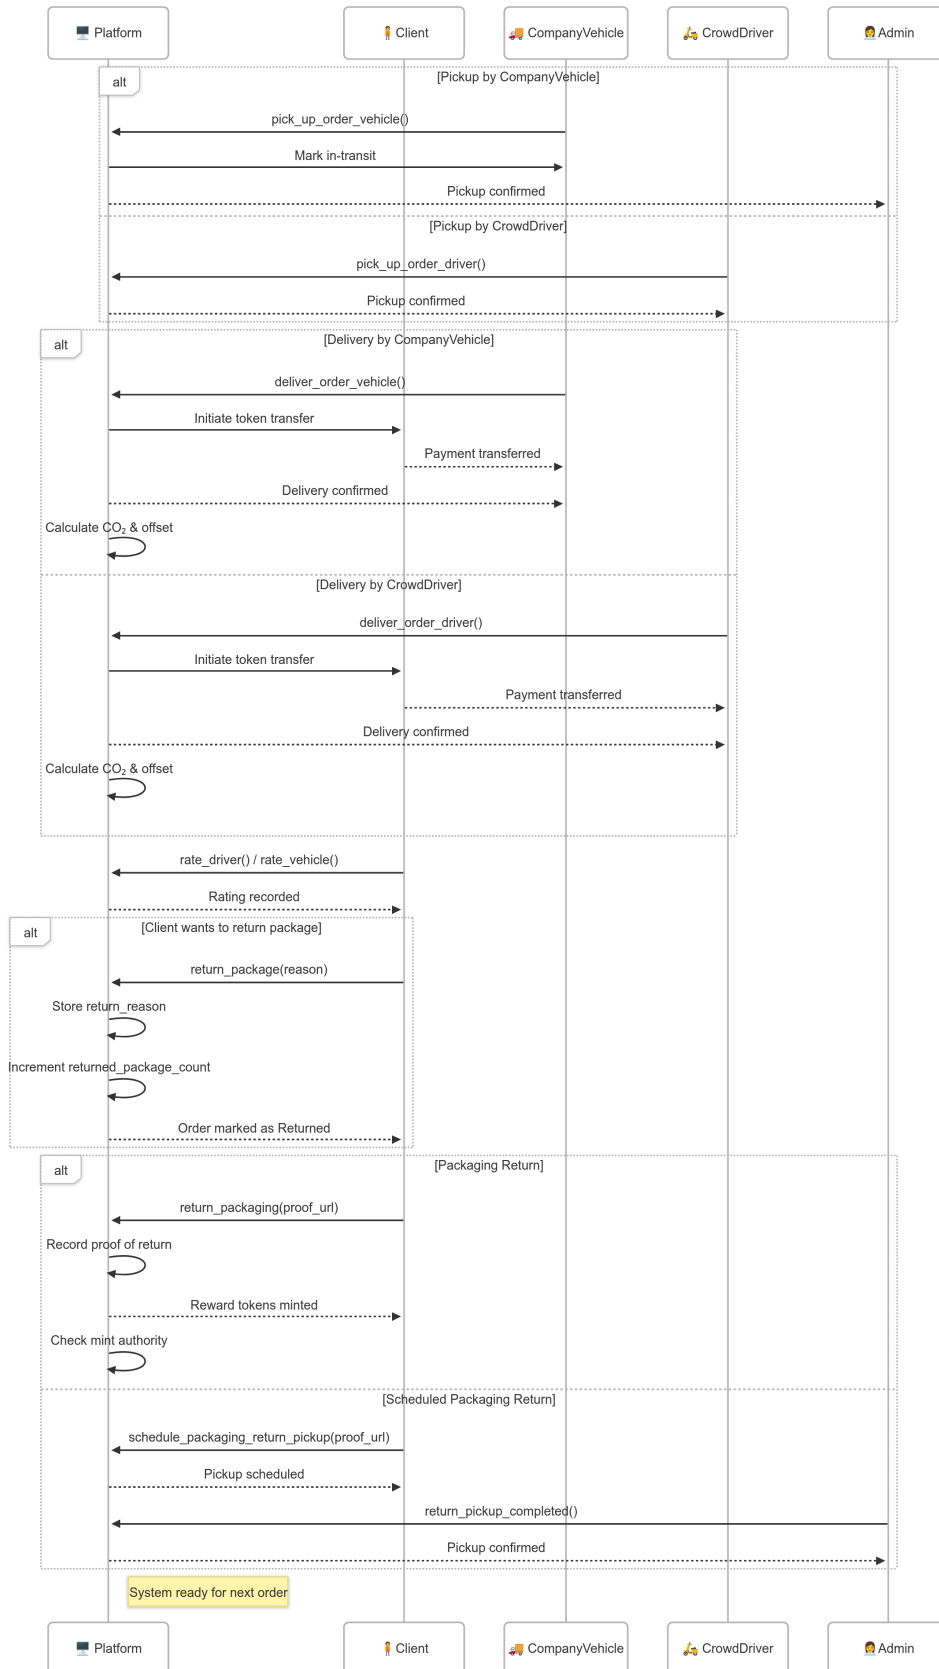 Platform
Client
CompanyVehicle
CrowdDriver
Admin
alt
[Pickup by CompanyVehicle]
pick_up_order_vehicle()
Mark in-transit
Pickup confirmed
[Pickup by CrowdDriver]
pick_up_order_driver()
Pickup confirmed
alt
[Delivery by CompanyVehicle]
deliver_order_vehicle()
Initiate token transfer
Payment transferred
Delivery confirmed
Calculate CO₂ & offset
[Delivery by CrowdDriver]
deliver_order_driver()
Initiate token transfer
Payment transferred
Delivery confirmed
Calculate CO₂ & offset
rate_driver() / rate_vehicle()
Rating recorded
alt
[Client wants to return package]
return_package(reason)
Store return_reason
Increment returned_package_count
Order marked as Returned
alt
[Packaging Return]
return_packaging(proof_url)
Record proof of return
Reward tokens minted
Check mint authority
[Scheduled Packaging Return]
schedule_packaging_return_pickup(proof_url)
Pickup scheduled
return_pickup_completed()
Pickup confirmed
System ready for next order
Platform
Client
CompanyVehicle
CrowdDriver
Admin